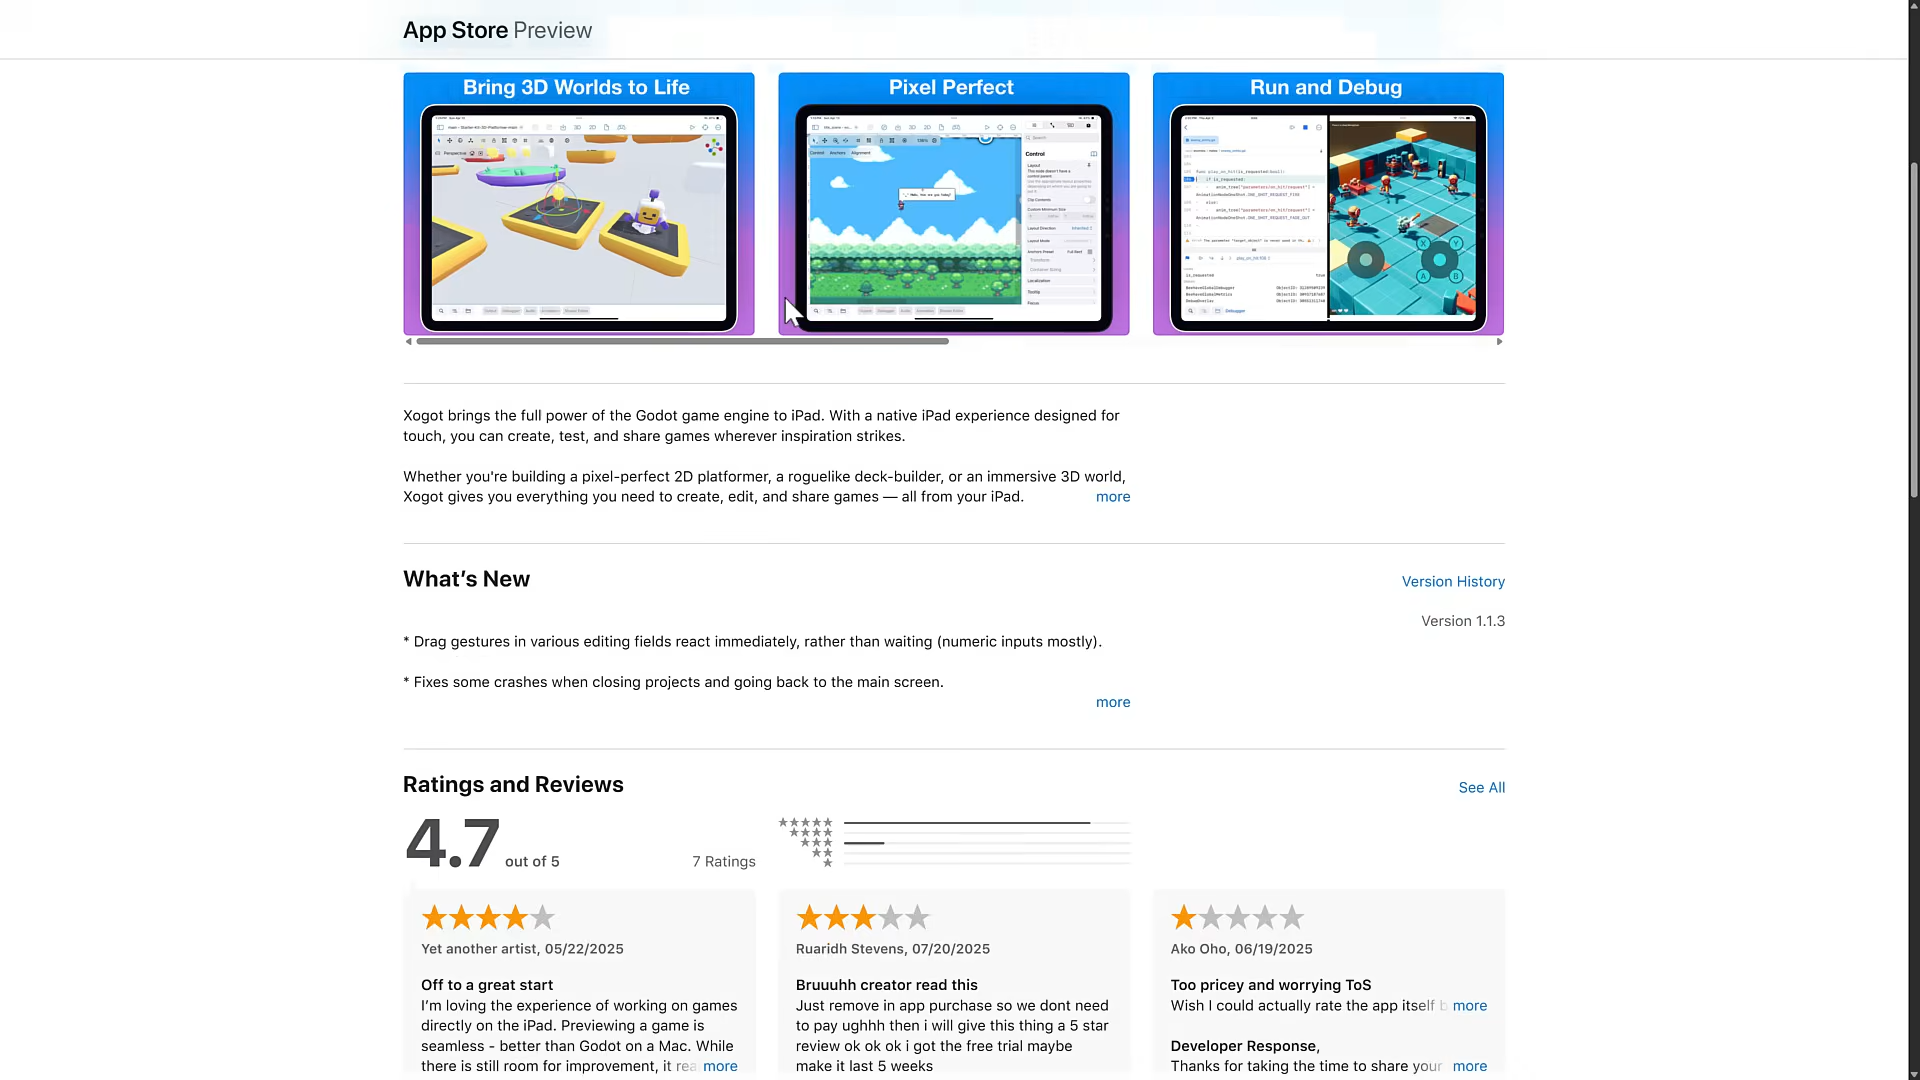 App Store Preview
Bring 3D Worlds to Life
Pixel Perfect
Run and Debug
Xogot brings the full power of the Godot game engine to iPad. With a native iPad experience designed for
touch, you can create, test, and share games wherever inspiration strikes.
Whether you're building a pixel-perfect 2D platformer, a roguelike deck-builder, or an immersive 3D world,
Xogot gives you everything you need to create, edit, and share games — all from your iPad.
more
What's New
Version History
Version 1.1.3
* Drag gestures in various editing fields react immediately, rather than waiting (numeric inputs mostly).
* Fixes some crashes when closing projects and going back to the main screen.
more
Ratings and Reviews
See All
4.7 out of 5
7 Ratings
Yet another artist, 05/22/2025
Off to a great start
I'm loving the experience of working on games
directly on the iPad. Previewing a game is
seamless - better than Godot on a Mac. While
there is still room for improvement, it rea more
Ruaridh Stevens, 07/20/2025
Bruuuhh creator read this
Just remove in app purchase so we dont need
to pay ughhh then i will give this thing a 5 star
review ok ok ok i got the free trial maybe
make it last 5 weeks
Ako Oho, 06/19/2025
Too pricey and worrying ToS
Wish I could actually rate the app itself b more
Developer Response,
Thanks for taking the time to share your more